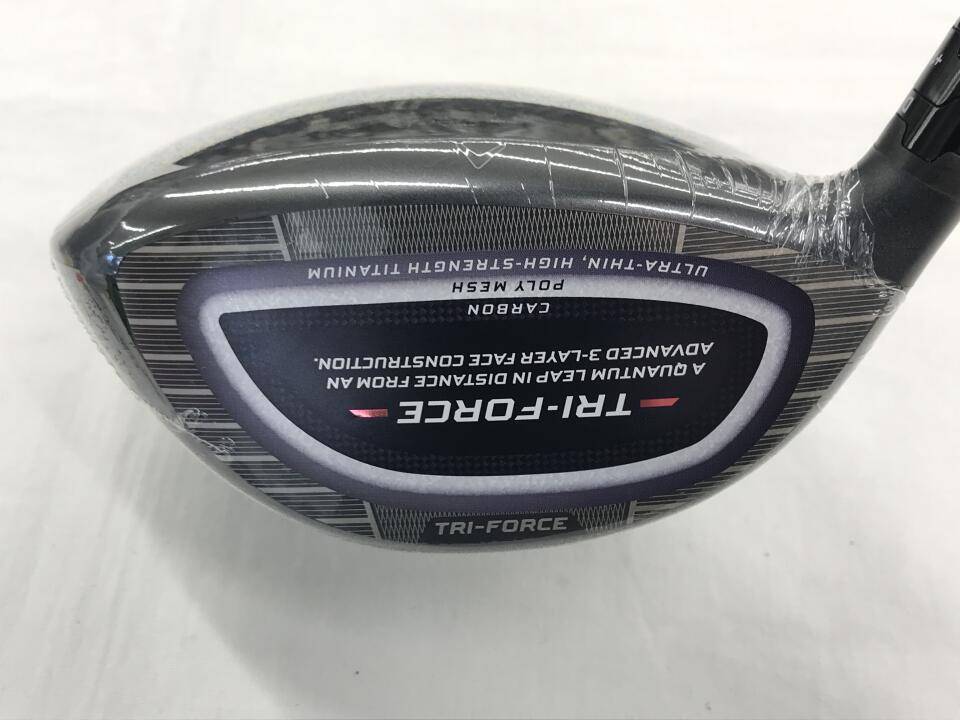 TRI-FORCE
A QUANTUM LEAP IN DISTANCE FROM AN
ADVANCED 3-LAYER FACE CONSTRUCTION.
CARBON
POLY MESH
ULTRA-THIN, HIGH-STRENGTH TITANIUM
TRI-FORCE